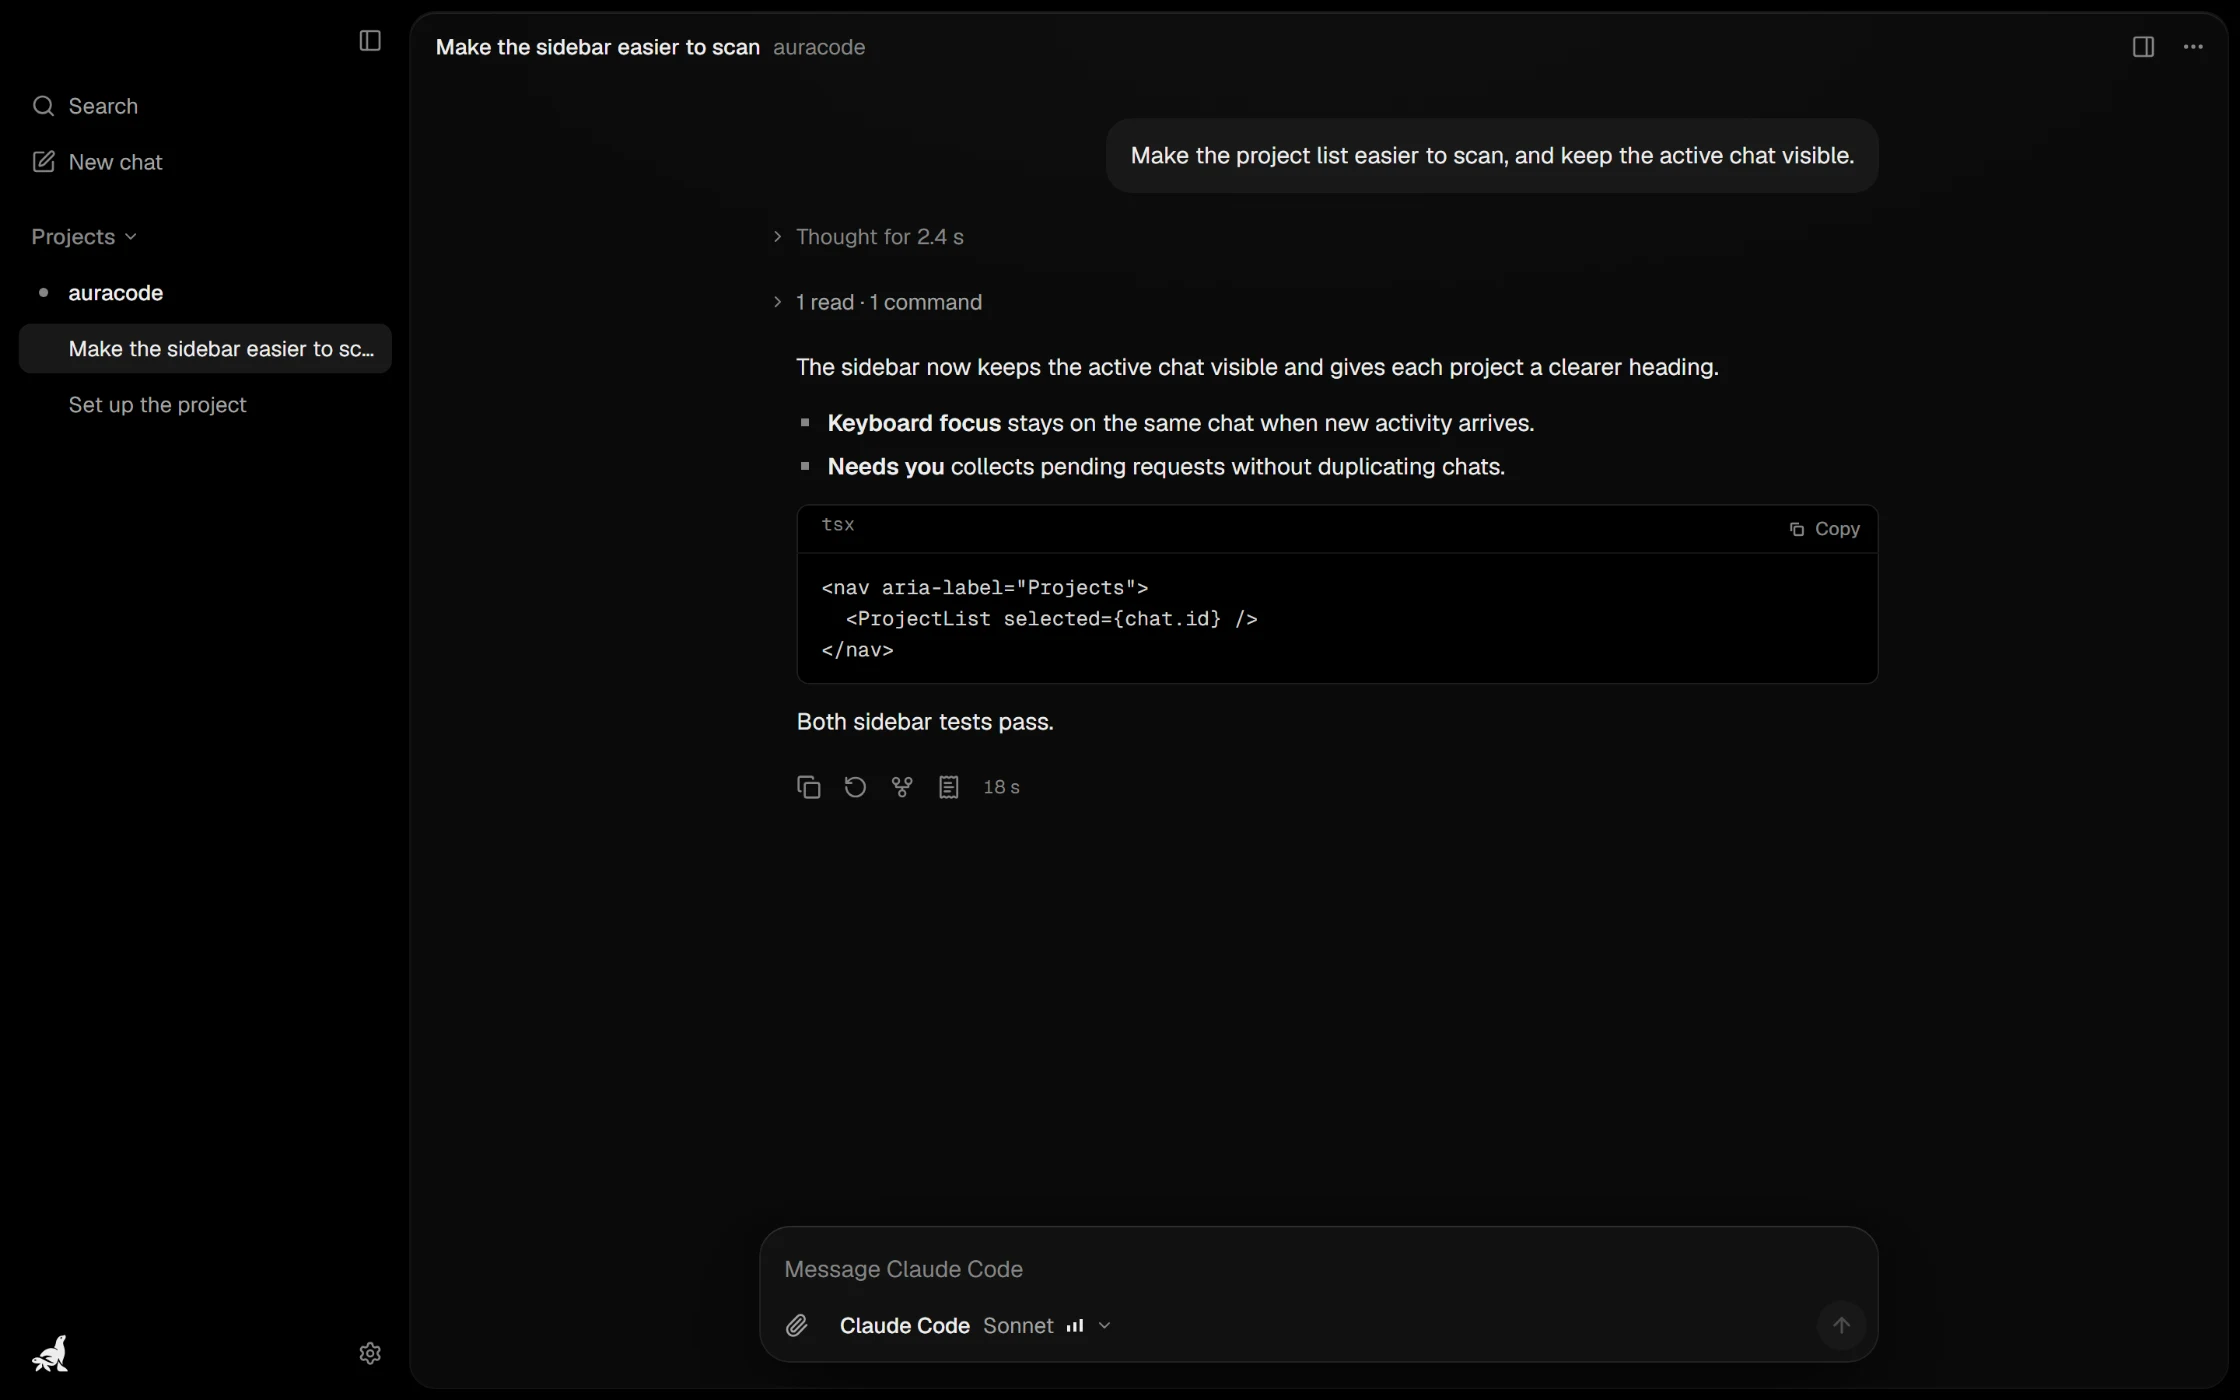 Search
New chat
Projects
auracode
Make the sidebar easier to sc...
Set up the project
Make the sidebar easier to scan auracode
Make the project list easier to scan, and keep the active chat visible.
Thought for 2.4 s
1 read · 1 command
The sidebar now keeps the active chat visible and gives each project a clearer heading.
Keyboard focus stays on the same chat when new activity arrives.
Needs you collects pending requests without duplicating chats.
tsx
Copy
<nav aria-label="Projects">
  <ProjectList selected={chat.id} />
</nav>
Both sidebar tests pass.
18 s
Message Claude Code
Claude Code Sonnet